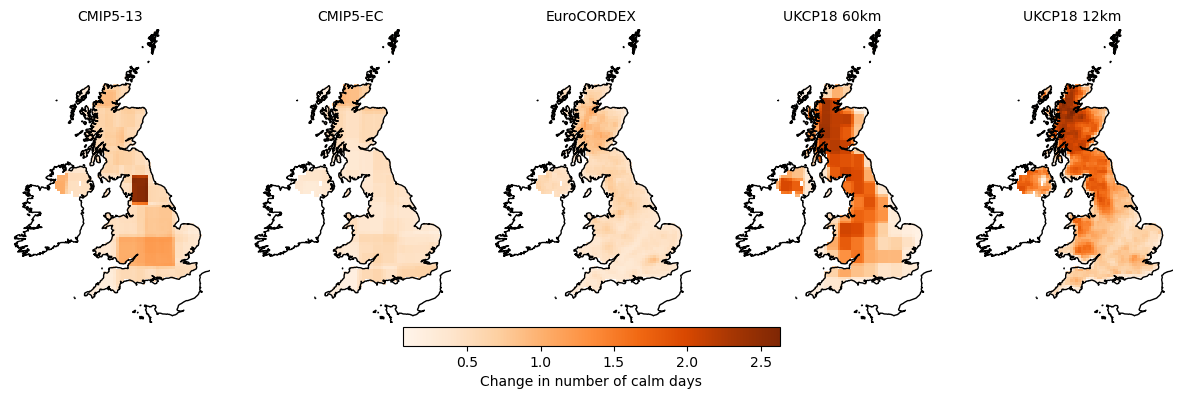 CMIP5-13
CMIP5-EC
EuroCORDEX
UKCP18 60km
UKCP18 12km
0.5 1.0 1.5 2.0 2.5
Change in number of calm days